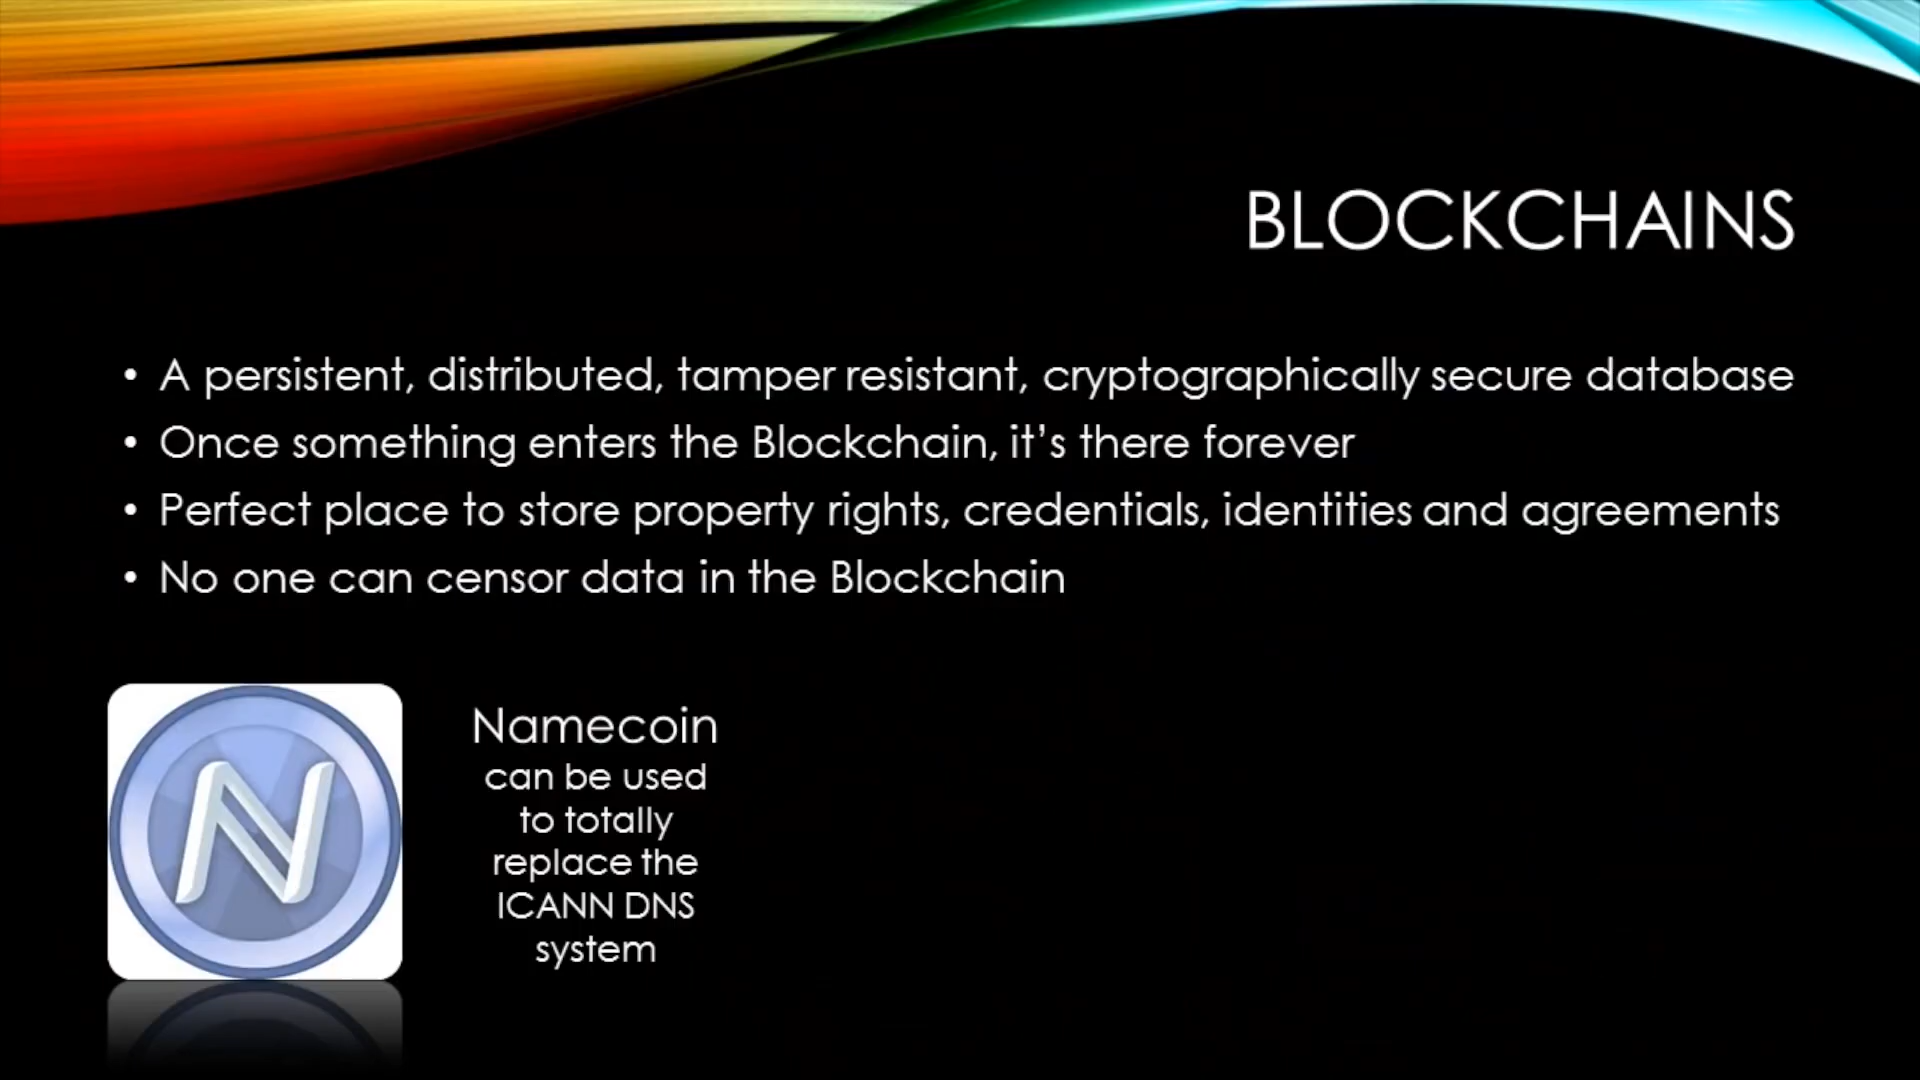 BLOCKCHAINS
• A persistent, distributed, tamper resistant, cryptographically secure database
• Once something enters the Blockchain, it’s there forever
• Perfect place to store property rights, credentials, identities and agreements
• No one can censor data in the Blockchain
N
Namecoin
can be used
to totally
replace the
ICANN DNS
system